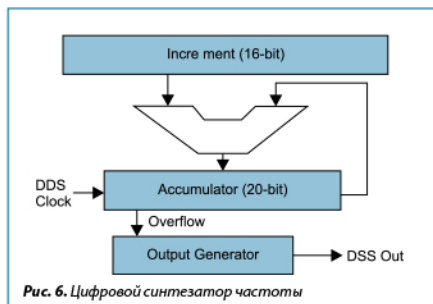 Incre ment (16-bit)
DDS
Clock
Accumulator (20-bit)
Overflow
Output Generator
DSS Out
Рис. 6. Цифровой синтезатор частоты